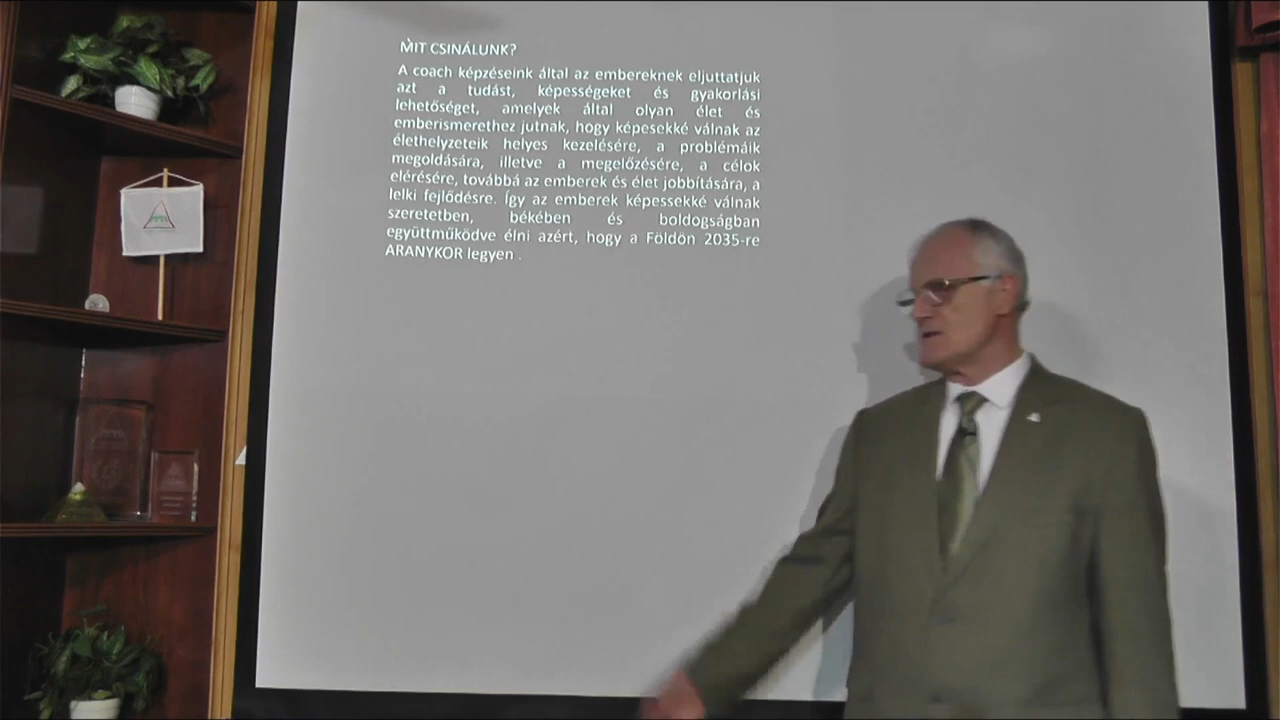 MIT CSINÁLUNK?
A coach képzéseink által az embereknek eljuttatjuk
azt a tudást, képességeket és gyakorlási
lehetőséget, amelyek által olyan élet és
emberismerethez jutnak, hogy képesekké válnak az
élethelyzeteik helyes kezelésére, a problémáik
megoldására, illetve a megelőzésére, a célok
elérésére, továbbá az emberek és élet jobbítására, a
lelki fejlődésre. Így az emberek képessekké válnak
szeretetben, békében és boldogságban
együttműködve élni azért, hogy a Földön 2035-re
ARANYKOR legyen .